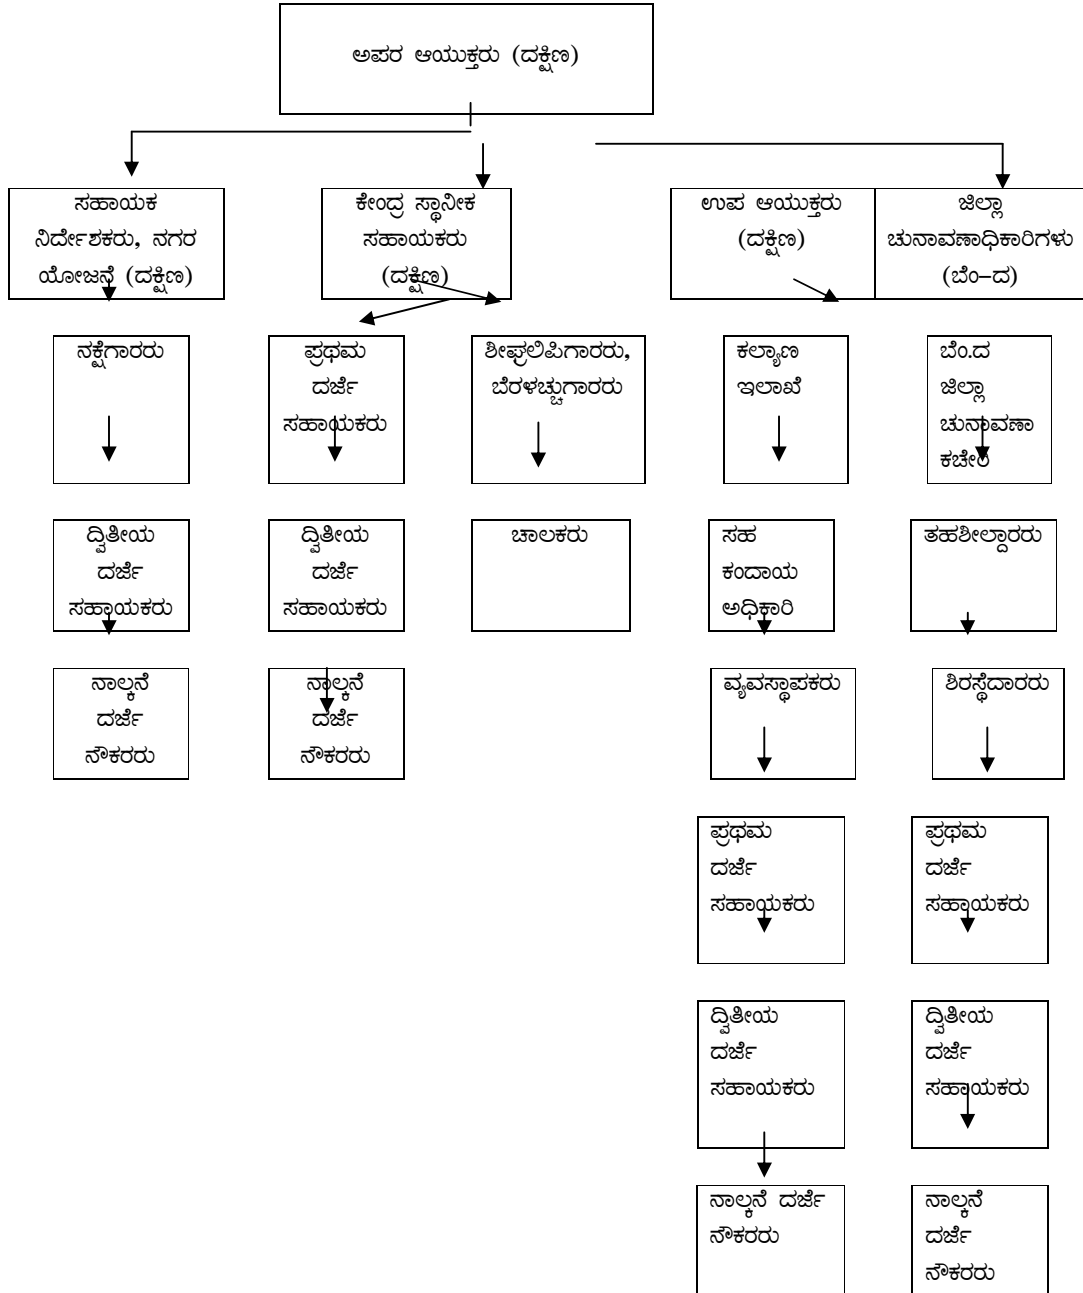 ಅಪರ ಆಯುಕ್ತರು (ದಕ್ಷಿಣ)
ಸಹಾಯಕ
ನಿರ್ದೇಶಕರು, ನಗರ
ಯೋಜನೆ (ದಕ್ಷಿಣ)
ಕೇಂದ್ರ ಸ್ಥಾನೀಕ
ಸಹಾಯಕರು
(ದಕ್ಷಿಣ)
ಉಪ ಆಯುಕ್ತರು
(ದಕ್ಷಿಣ)
ಜಿಲ್ಲಾ
ಚುನಾವಣಾಧಿಕಾರಿಗಳು
(ಬೆಂ-ದ)
ನಕ್ಷೆಗಾರರು
ಪ್ರಥಮ
ದರ್ಜೆ
ಸಹಾಯಕರು
ಶೀಘ್ರಲಿಪಿಗಾರರು,
ಬೆರಳಚ್ಚುಗಾರರು
ಕಲ್ಯಾಣ
ಇಲಾಖೆ
ಬೆಂ.ದ
ಜಿಲ್ಲಾ
ಚುನಾವಣಾ
ಕಚೇರಿ
ದ್ವಿತೀಯ
ದರ್ಜೆ
ಸಹಾಯಕರು
ದ್ವಿತೀಯ
ದರ್ಜೆ
ಸಹಾಯಕರು
ಚಾಲಕರು
ಸಹ
ಕಂದಾಯ
ಅಧಿಕಾರಿ
ತಹಶೀಲ್ದಾರರು
ನಾಲ್ಕನೆ
ದರ್ಜೆ
ನೌಕರರು
ನಾಲ್ಕನೆ
ದರ್ಜೆ
ನೌಕರರು
ವ್ಯವಸ್ಥಾಪಕರು
ಶಿರಸ್ಥೆದಾರರು
ಪ್ರಥಮ
ದರ್ಜೆ
ಸಹಾಯಕರು
ಪ್ರಥಮ
ದರ್ಜೆ
ಸಹಾಯಕರು
ದ್ವಿತೀಯ
ದರ್ಜೆ
ಸಹಾಯಕರು
ದ್ವಿತೀಯ
ದರ್ಜೆ
ಸಹಾಯಕರು
ನಾಲ್ಕನೆ ದರ್ಜೆ
ನೌಕರರು
ನಾಲ್ಕನೆ
ದರ್ಜೆ
ನೌಕರರು